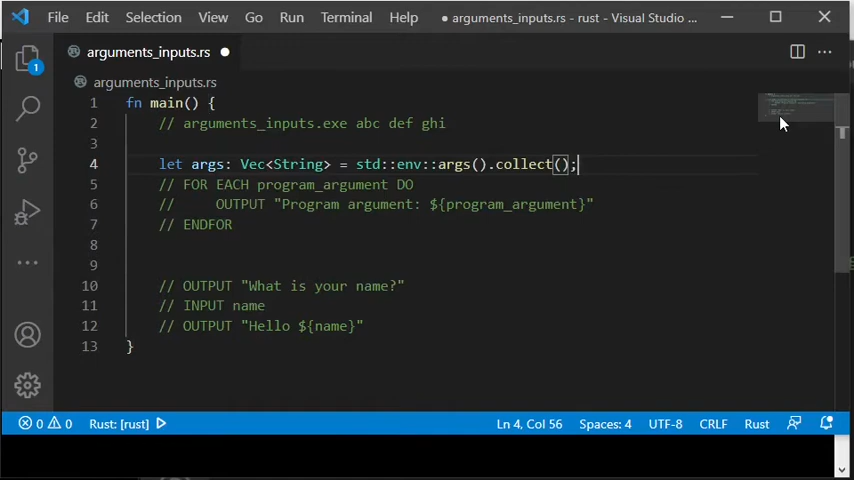 File Edit Selection View Go Run Terminal Help ● arguments_inputs.rs - rust - Visual Studio ...
arguments_inputs.rs ●
arguments_inputs.rs
1 fn main() {
2 // arguments_inputs.exe abc def ghi
3
4 let args: Vec<String> = std::env::args().collect();
5 // FOR EACH program_argument DO
6 // OUTPUT "Program argument: ${program_argument}"
7 // ENDFOR
8
9
10 // OUTPUT "What is your name?"
11 // INPUT name
12 // OUTPUT "Hello ${name}"
13 }
1
0 0 Rust: [rust] Ln 4, Col 56 Spaces: 4 UTF-8 CRLF Rust